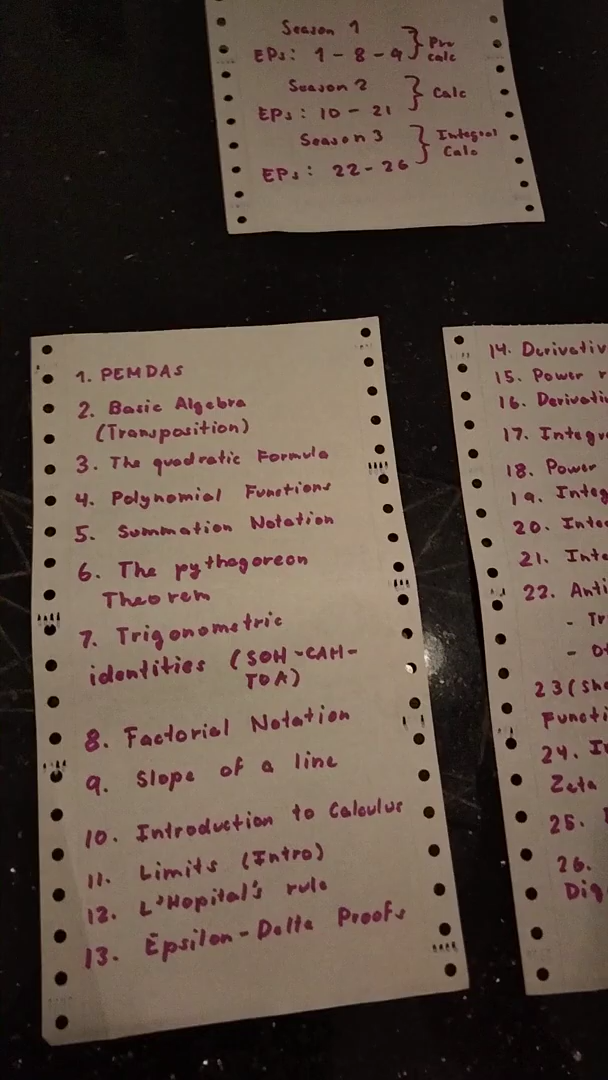 Season 1
EPs: 1 - 8 - 9 } Pre calc
Season 2
EPs: 10 - 21 } Calc
Season 3
EPs: 22 - 26 } Integral Calc
1. PEMDAS
2. Basic Algebra
(Transposition)
3. The quadratic Formula
4. Polynomial Functions
5. Summation Notation
6. The pythagorean
Theorem
7. Trigonometric
identities (SOH-CAH-
TOA)
8. Factorial Notation
9. Slope of a line
10. Introduction to Calculus
11. Limits (Intro)
12. L'Hopital's rule
13. Epsilon-Delta Proofs
14. Derivativ
15. Power r
16. Derivati
17. Integr
18. Power
19. Integ
20. Inte
21. Inte
22. Anti
- Tr
-
23 (Sho
Functi
24. I
Zeta
25.
26.
Dig